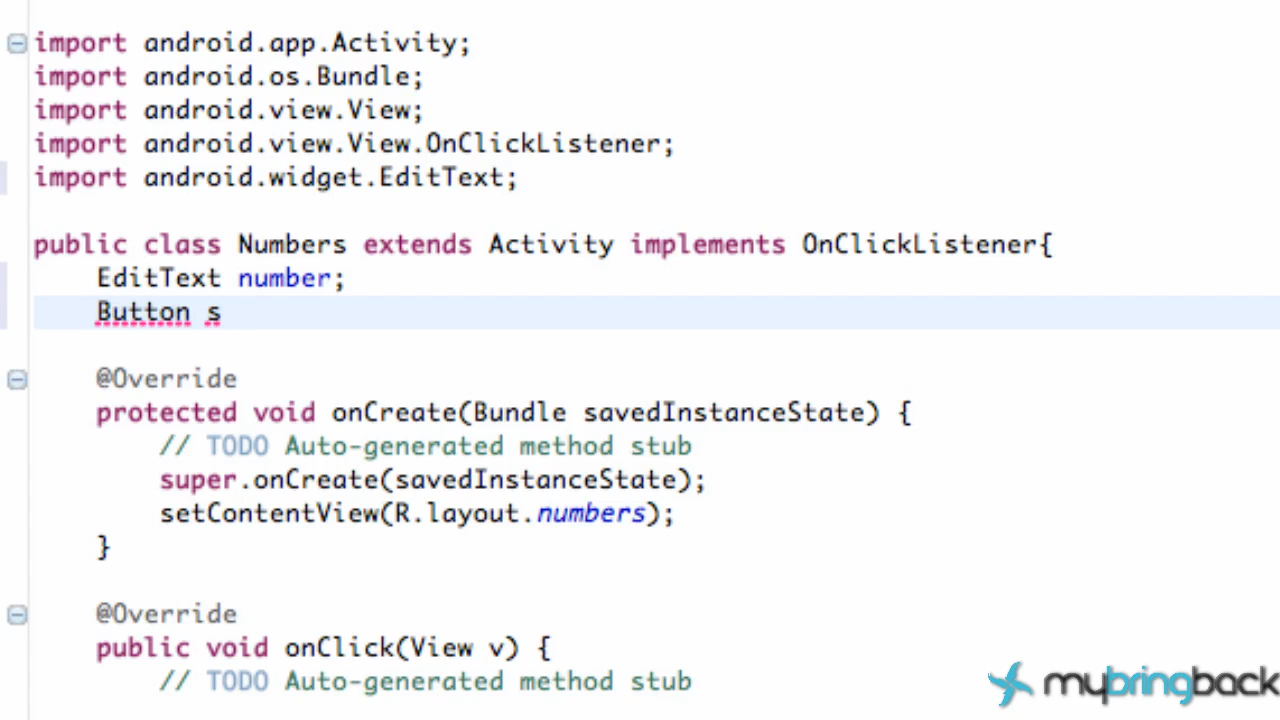 import android.app.Activity;
import android.os.Bundle;
import android.view.View;
import android.view.View.OnClickListener;
import android.widget.EditText;
public class Numbers extends Activity implements OnClickListener{
EditText number;
Button s
@Override
protected void onCreate(Bundle savedInstanceState) {
// TODO Auto-generated method stub
super.onCreate(savedInstanceState);
setContentView(R.layout.numbers);
}
@Override
public void onClick(View v) {
// TODO Auto-generated method stub
mybringback